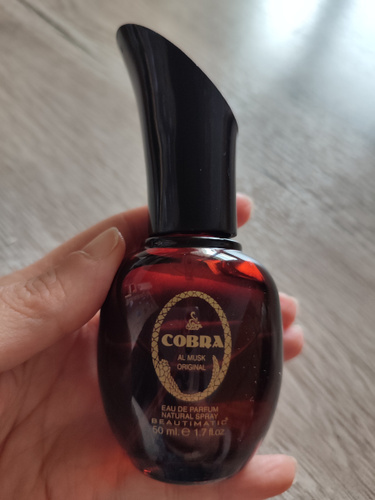 COBRA
AL MUSK
ORIGINAL
EAU DE PARFUM
NATURAL SPRAY
BEAUTIMATIC
50 ml. ℮ 1.7 fl.oz